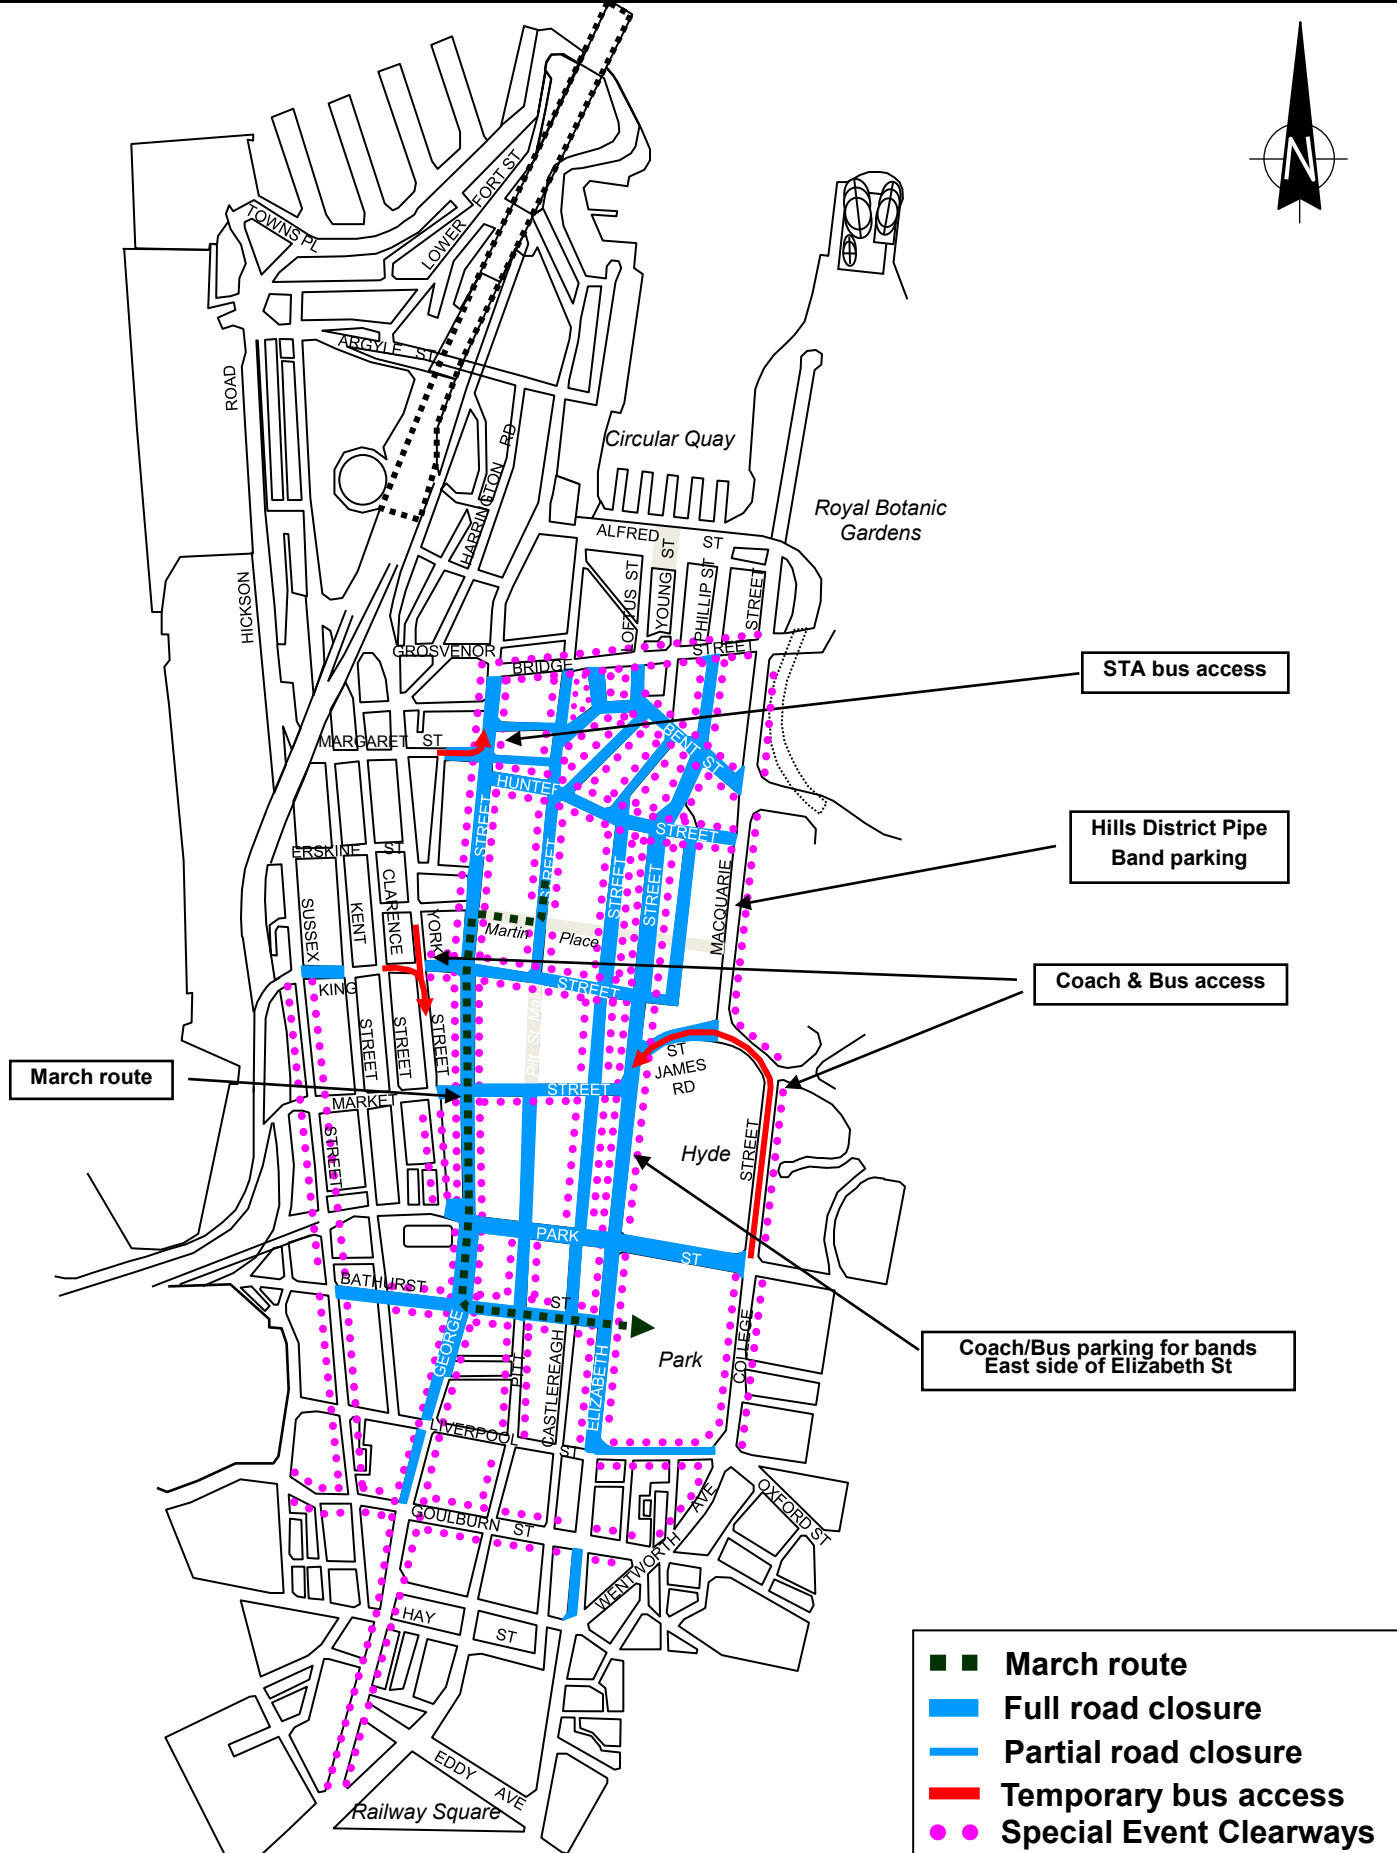 N
LOWER FORT ST
TOWNS PL
ARGYLE ST
HICKSON ROAD
HARRINGTON RD
Circular Quay
Royal Botanic
Gardens
ALFRED ST
LOFTUS ST
YOUNG ST
PHILLIP ST
STREET
GROSVENOR
BRIDGE STREET
STA bus access
MARGARET ST
BENT ST
HUNTER STREET
STREET
STREET
STREET
STREET
Hills District Pipe
Band parking
ERSKINE ST
SUSSEX
KENT
CLARENCE
YORK
MACQUARIE
Martin Place
KING STREET
Coach & Bus access
STREET
STREET
STREET
Pitt St Mall
ST
JAMES
RD
March route
MARKET STREET
STREET
Hyde
STREET
PARK ST
BATHURST ST
GEORGE
PITT
CASTLEREAGH
ELIZABETH
Park
COLLEGE
Coach/Bus parking for bands
East side of Elizabeth St
LIVERPOOL ST
GOULBURN ST
WENTWORTH AVE
OXFORD ST
HAY ST
EDDY AVE
Railway Square
March route
Full road closure
Partial road closure
Temporary bus access
Special Event Clearways